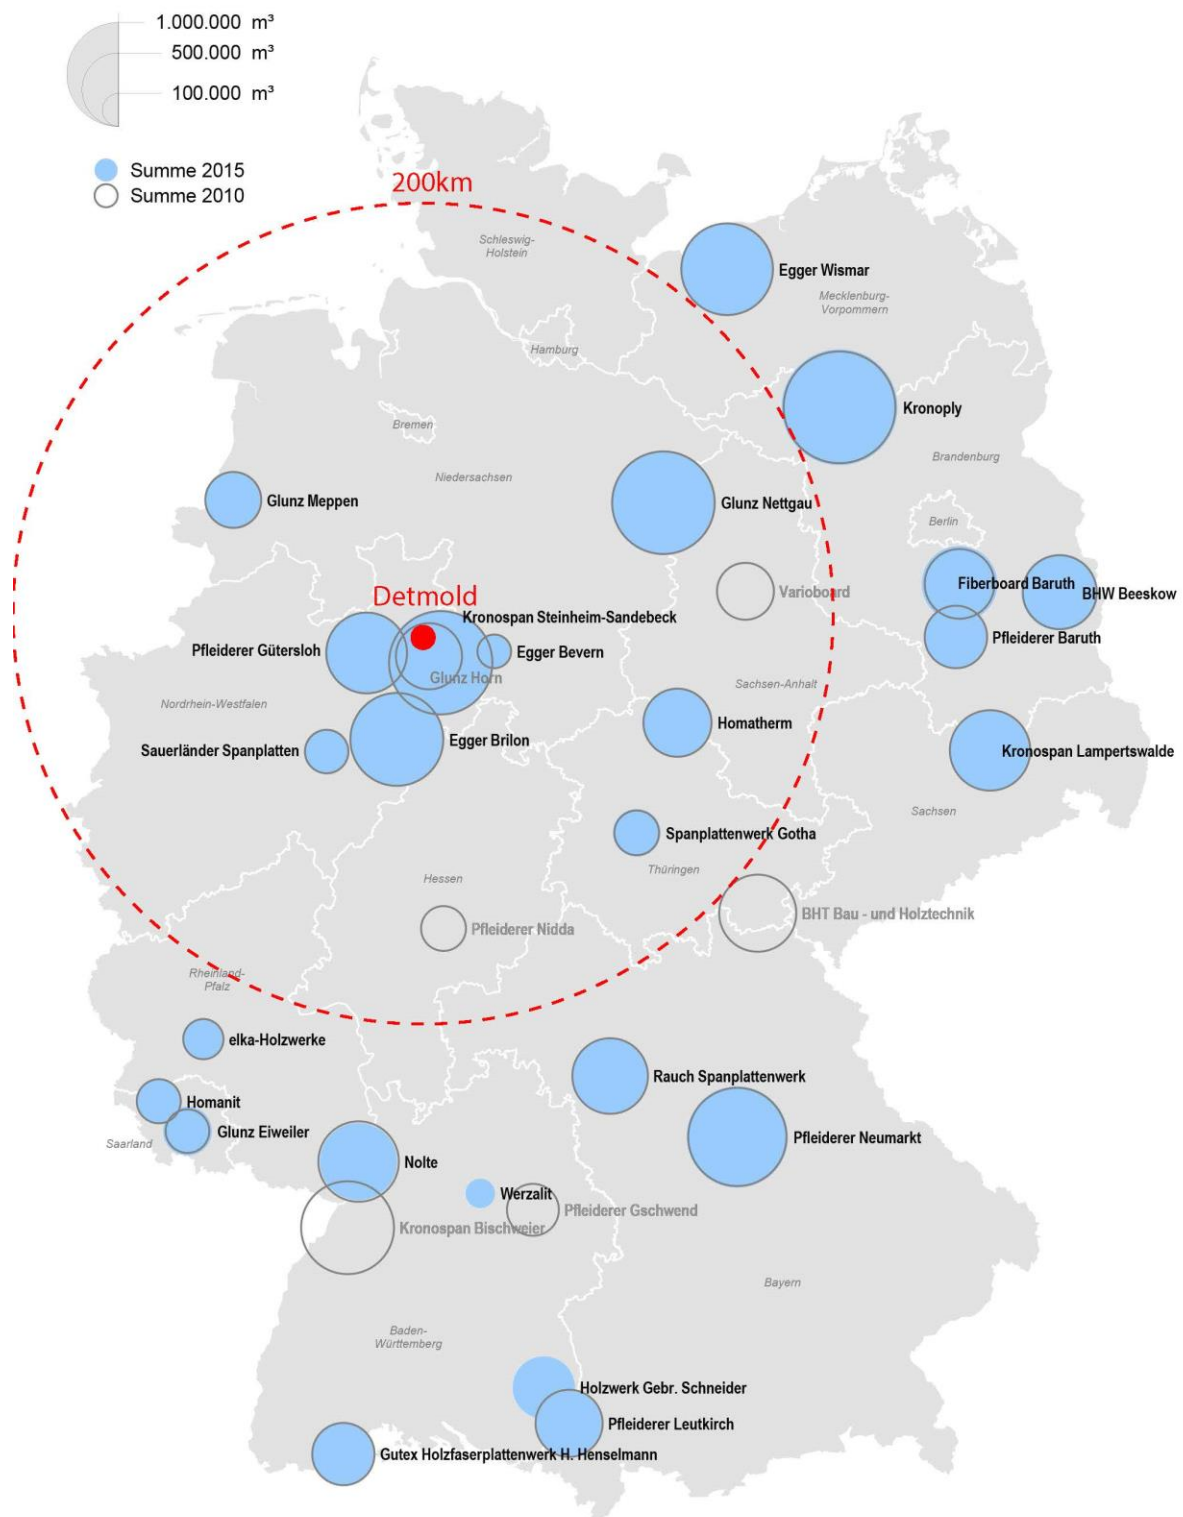 1.000.000 m³
500.000 m³
100.000 m³
Summe 2015
Summe 2010
200km
Schleswig-
Holstein
Egger Wismar
Mecklenburg-
Vorpommern
Hamburg
Kronoply
Bremen
Brandenburg
Niedersachsen
Glunz Meppen
Glunz Nettgau
Berlin
Fiberboard Baruth
BHW Beeskow
Varioboard
Detmold
Kronospan Steinheim-Sandebeck
Pfleiderer Baruth
Pfleiderer Gütersloh
Egger Bevern
Glunz Horn
Sachsen-Anhalt
Nordrhein-Westfalen
Homatherm
Egger Brilon
Sauerländer Spanplatten
Kronospan Lampertswalde
Sachsen
Spanplattenwerk Gotha
Thüringen
Hessen
BHT Bau - und Holztechnik
Pfleiderer Nidda
Rheinland-
Pfalz
elka-Holzwerke
Rauch Spanplattenwerk
Homanit
Glunz Eiweiler
Saarland
Pfleiderer Neumarkt
Nolte
Werzalit
Pfleiderer Gschwend
Kronospan Bischweier
Bayern
Baden-
Württemberg
Holzwerk Gebr. Schneider
Pfleiderer Leutkirch
Gutex Holzfaserplattenwerk H. Henselmann